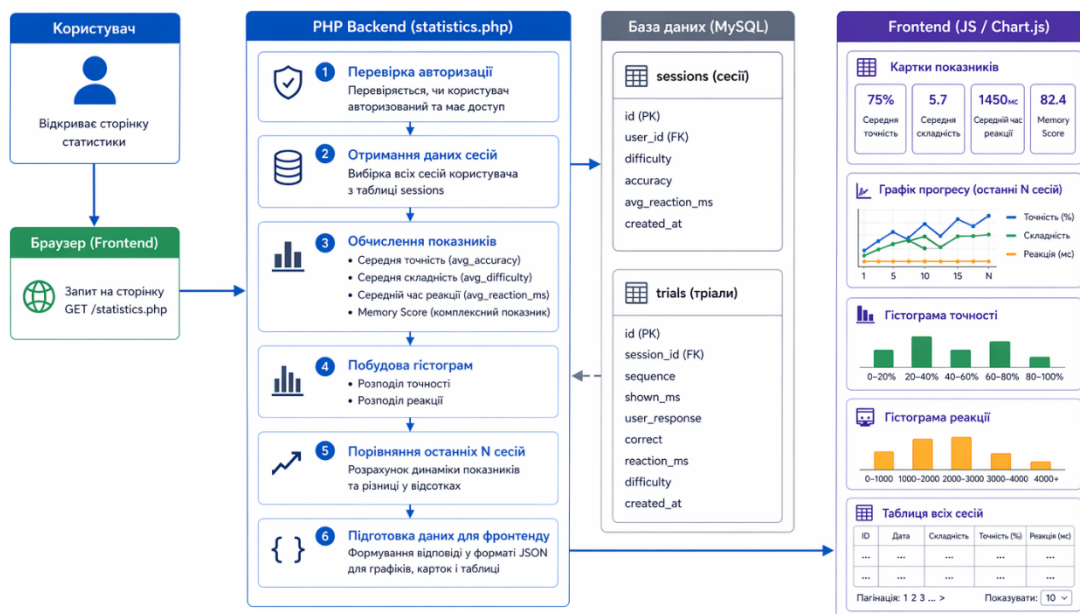 Користувач
Відкриває сторінку
статистики
Браузер (Frontend)
Запит на сторінку
GET /statistics.php
PHP Backend (statistics.php)
1 Перевірка авторизації
Перевіряється, чи користувач
авторизований та має доступ
2 Отримання даних сесій
Вибірка всіх сесій користувача
з таблиці sessions
3 Обчислення показників
• Середня точність (avg_accuracy)
• Середня складність (avg_difficulty)
• Середній час реакції (avg_reaction_ms)
• Memory Score (комплексний показник)
4 Побудова гістограм
• Розподіл точності
• Розподіл реакції
5 Порівняння останніх N сесій
Розрахунок динаміки показників
та різниці у відсотках
6 Підготовка даних для фронтенду
Формування відповіді у форматі JSON
для графіків, карток і таблиці
База даних (MySQL)
sessions (сесії)
id (PK)
user_id (FK)
difficulty
accuracy
avg_reaction_ms
created_at
trials (тріали)
id (PK)
session_id (FK)
sequence
shown_ms
user_response
correct
reaction_ms
difficulty
created_at
Frontend (JS / Chart.js)
Картки показників
75% 5.7 1450мс 82.4
Середня Середня Середній час Memory
точність складність реакції Score
Графік прогресу (останні N сесій)
Точність (%)
Складність
Реакція (мс)
1 5 10 15 N
Гістограма точності
0–20% 20–40% 40–60% 60–80% 80–100%
Гістограма реакції
0–1000 1000–2000 2000–3000 3000–4000 4000+
Таблиця всіх сесій
ID Дата Складність Точність (%) Реакція (мс)
... ... ... ... ...
... ... ... ... ...
Пагінація: 1 2 3 ... > Показувати: 10